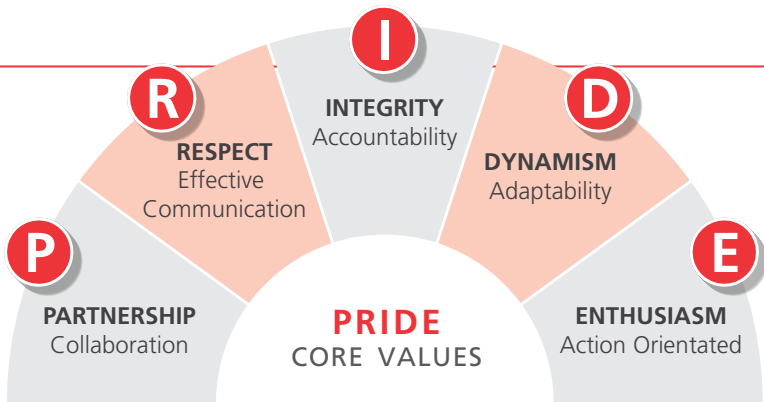 P
PARTNERSHIP
Collaboration
R
RESPECT
Effective
Communication
I
INTEGRITY
Accountability
D
DYNAMISM
Adaptability
E
ENTHUSIASM
Action Orientated
PRIDE
CORE VALUES